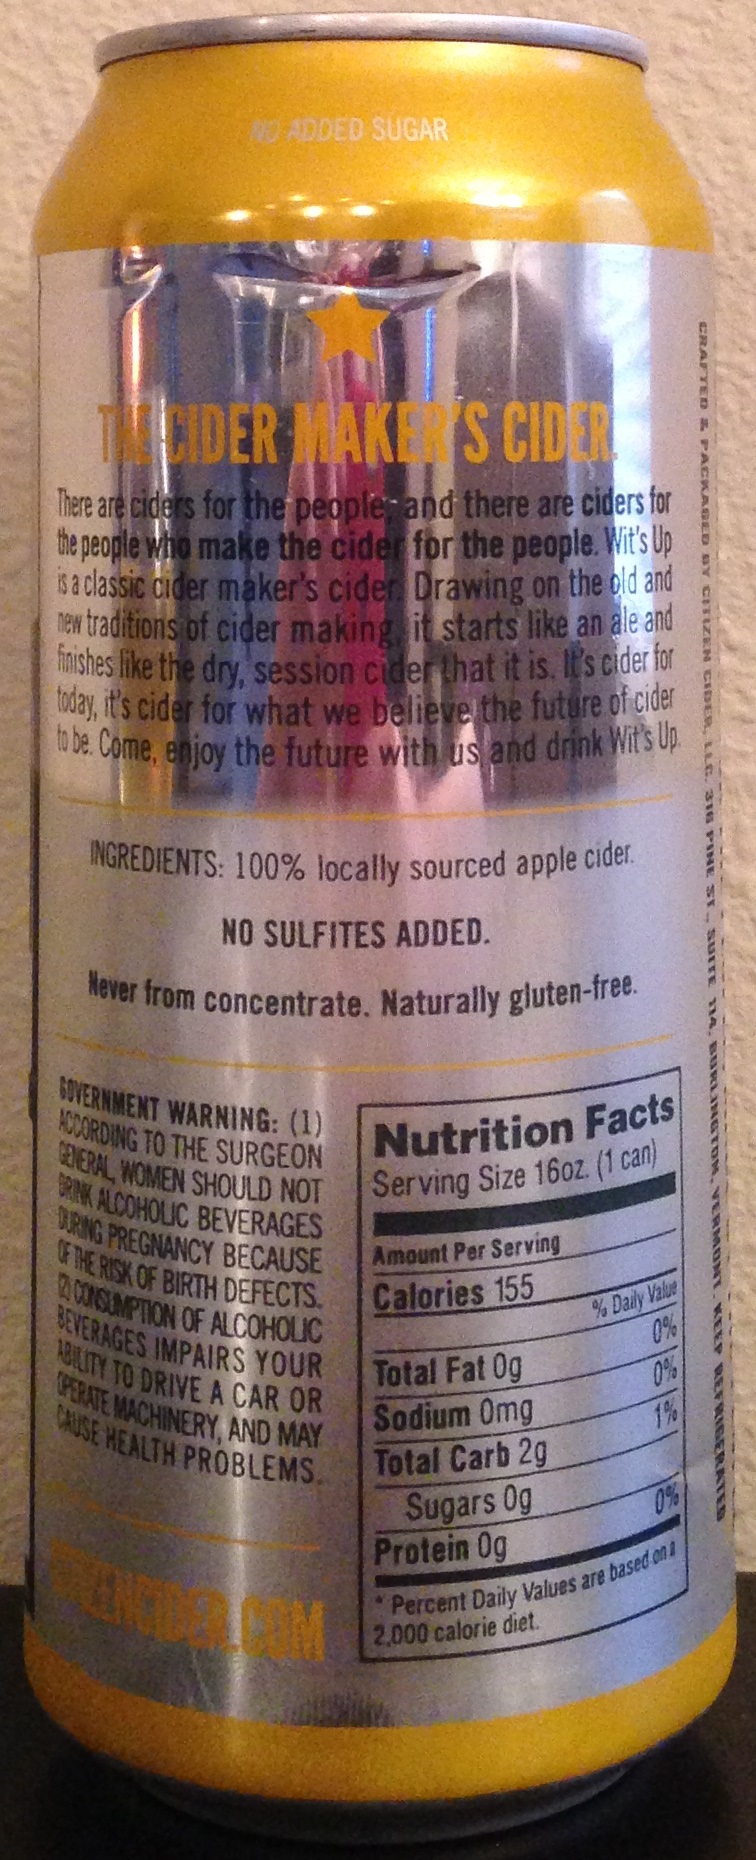 NO ADDED SUGAR
THE CIDER MAKER'S CIDER.
There are ciders for the people, and there are ciders for
the people who make the cider for the people. Wit's Up
is a classic cider maker's cider. Drawing on the old and
new traditions of cider making, it starts like an ale and
finishes like the dry, session cider that it is. It's cider for
today, it's cider for what we believe the future of cider
to be. Come, enjoy the future with us and drink Wit's Up.
INGREDIENTS: 100% locally sourced apple cider.
NO SULFITES ADDED.
Never from concentrate. Naturally gluten-free.
GOVERNMENT WARNING: (1)
ACCORDING TO THE SURGEON
GENERAL, WOMEN SHOULD NOT
DRINK ALCOHOLIC BEVERAGES
DURING PREGNANCY BECAUSE
OF THE RISK OF BIRTH DEFECTS.
(2) CONSUMPTION OF ALCOHOLIC
BEVERAGES IMPAIRS YOUR
ABILITY TO DRIVE A CAR OR
OPERATE MACHINERY, AND MAY
CAUSE HEALTH PROBLEMS.
CITIZENCIDER.COM
Nutrition Facts
Serving Size 16oz. (1 can)
Amount Per Serving
Calories 155
% Daily Value
Total Fat 0g 0%
Sodium 0mg 0%
Total Carb 2g 1%
Sugars 0g
Protein 0g 0%
* Percent Daily Values are based on a
2,000 calorie diet.
CRAFTED & PACKAGED BY CITIZEN CIDER, LLC. 316 PINE ST., SUITE 114, BURLINGTON, VERMONT. KEEP REFRIGERATED